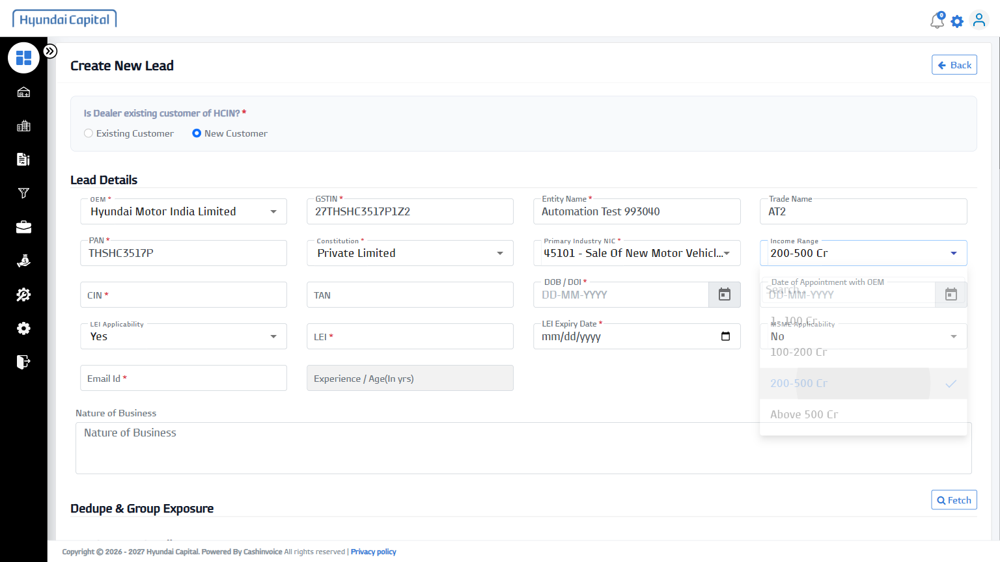 Hyundai Capital
0
Create New Lead
Back
Is Dealer existing customer of HCIN? *
Existing Customer
New Customer
Lead Details
OEM *
Hyundai Motor India Limited
GSTIN *
27THSHC3517P1Z2
Entity Name *
Automation Test 993040
Trade Name
AT2
PAN *
THSHC3517P
Constitution *
Private Limited
Primary Industry NIC *
45101 - Sale Of New Motor Vehicl...
Income Range
200-500 Cr
CIN *
TAN
DOB / DOI *
DD-MM-YYYY
Date of Appointment with OEM
DD-MM-YYYY
Search...
1 - 100 Cr
LEI Applicability
Yes
LEI *
LEI Expiry Date *
mm/dd/yyyy
MSME Applicability
No
100-200 Cr
200-500 Cr
Above 500 Cr
Email Id *
Experience / Age(In yrs)
Nature of Business
Nature of Business
Dedupe & Group Exposure
Fetch
Copyright © 2026 - 2027 Hyundai Capital. Powered By Cashinvoice All rights reserved | Privacy policy